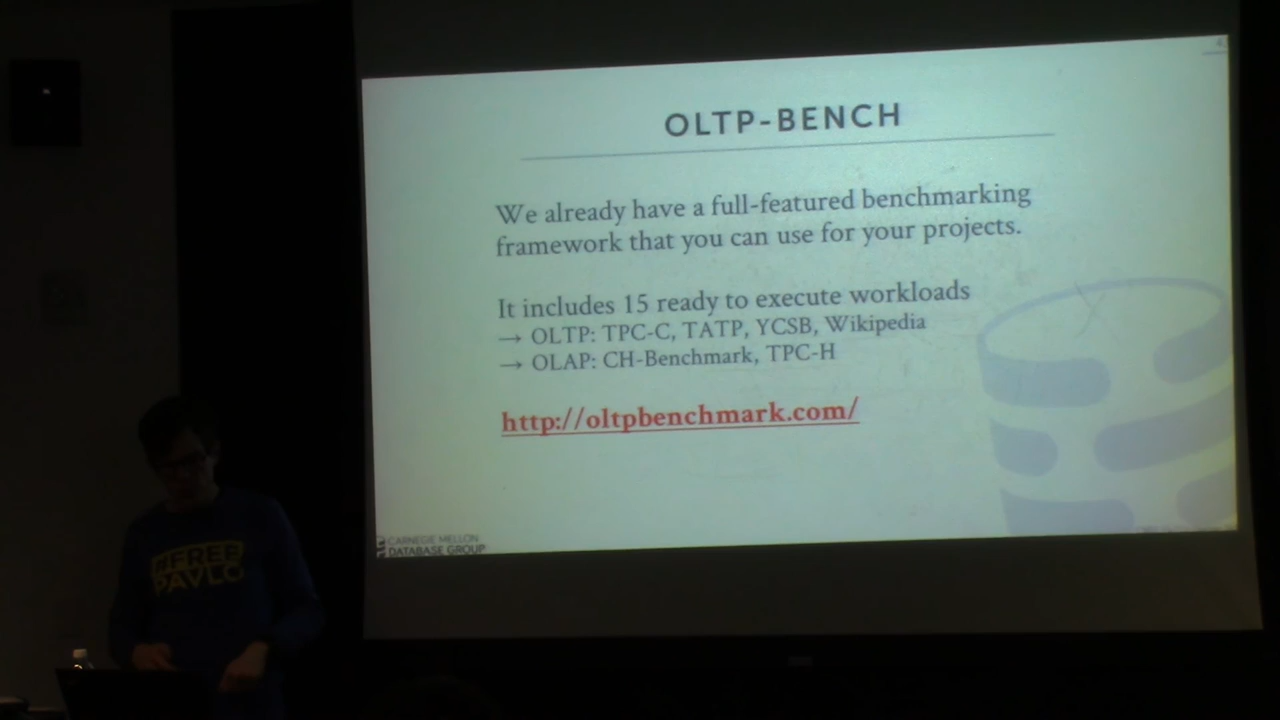 OLTP-BENCH
We already have a full-featured benchmarking
framework that you can use for your projects.
It includes 15 ready to execute workloads
→ OLTP: TPC-C, TATP, YCSB, Wikipedia
→ OLAP: CH-Benchmark, TPC-H
http://oltpbenchmark.com/
CARNEGIE MELLON
DATABASE GROUP
#FREE
PAVLO